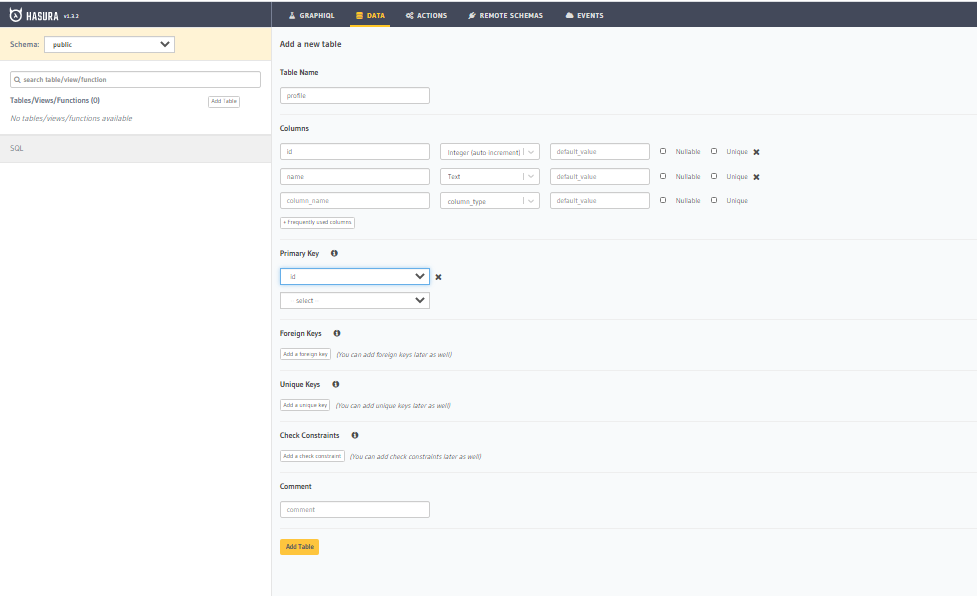 HASURA v1.3.2
GRAPHIQL DATA ACTIONS REMOTE SCHEMAS EVENTS
Schema: public
search table/view/function
Tables/Views/Functions (0) Add Table
No tables/views/functions available
SQL
Add a new table
Table Name
profile
Columns
id Integer (auto increment) default_value Nullable Unique
name Text default_value Nullable Unique
column_name column_type default_value Nullable Unique
+ Frequently used columns
Primary Key
id
-- select --
Foreign Keys
Add a foreign key (You can add foreign keys later as well)
Unique Keys
Add a unique key (You can add unique keys later as well)
Check Constraints
Add a check constraint (You can add check constraints later as well)
Comment
comment
Add Table